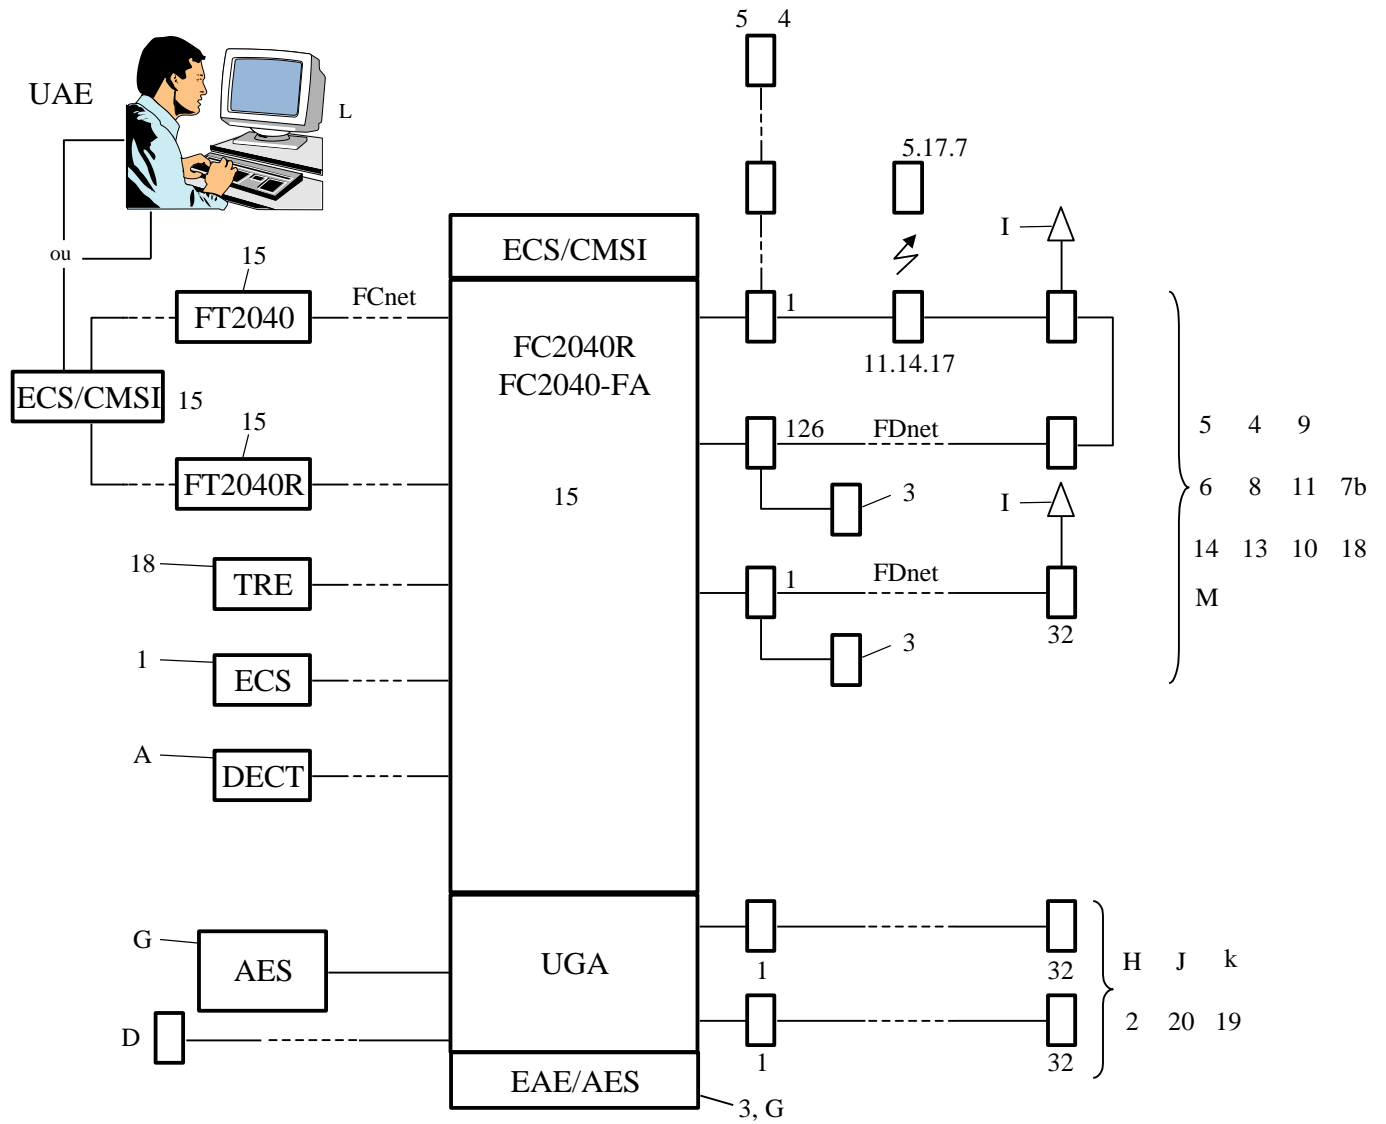 5 4
UAE
L
5.17.7
ou
I
ECS/CMSI
15
FT2040
FCnet
1
FC2040R
FC2040-FA
11.14.17
ECS/CMSI
15
15
FT2040R
126
FDnet
5 4 9
I
6 8 11 7b
15
3
14 13 10 18
18
TRE
1
FDnet
M
32
1
ECS
3
A
DECT
G
AES
UGA
1
32
H J k
2 20 19
D
1
32
EAE/AES
3, G